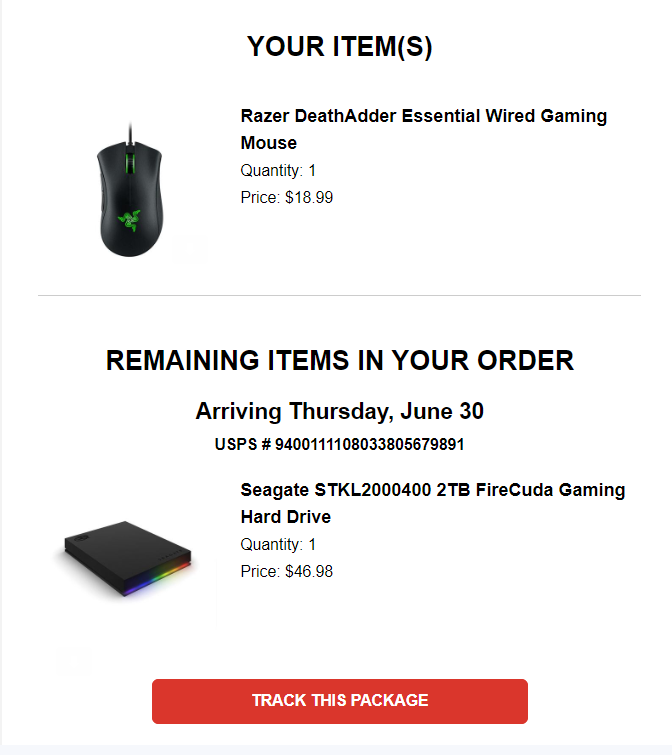 YOUR ITEM(S)
Razer DeathAdder Essential Wired Gaming
Mouse
Quantity: 1
Price: $18.99
REMAINING ITEMS IN YOUR ORDER
Arriving Thursday, June 30
USPS # 9400111108033805679891
Seagate STKL2000400 2TB FireCuda Gaming
Hard Drive
Quantity: 1
Price: $46.98
TRACK THIS PACKAGE